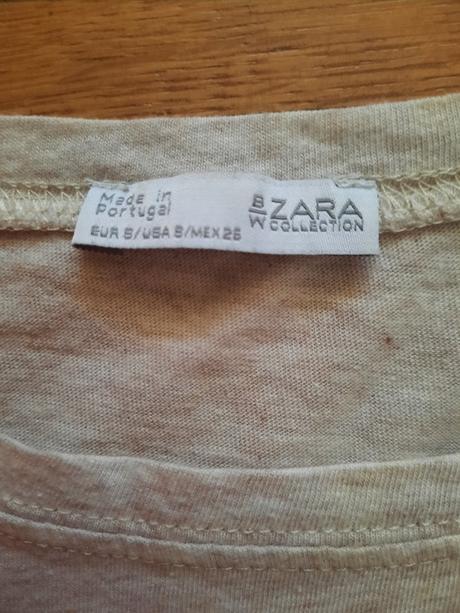 Made in
Portugal
EUR S/USA S/MEX 26
B/W ZARA
COLLECTION